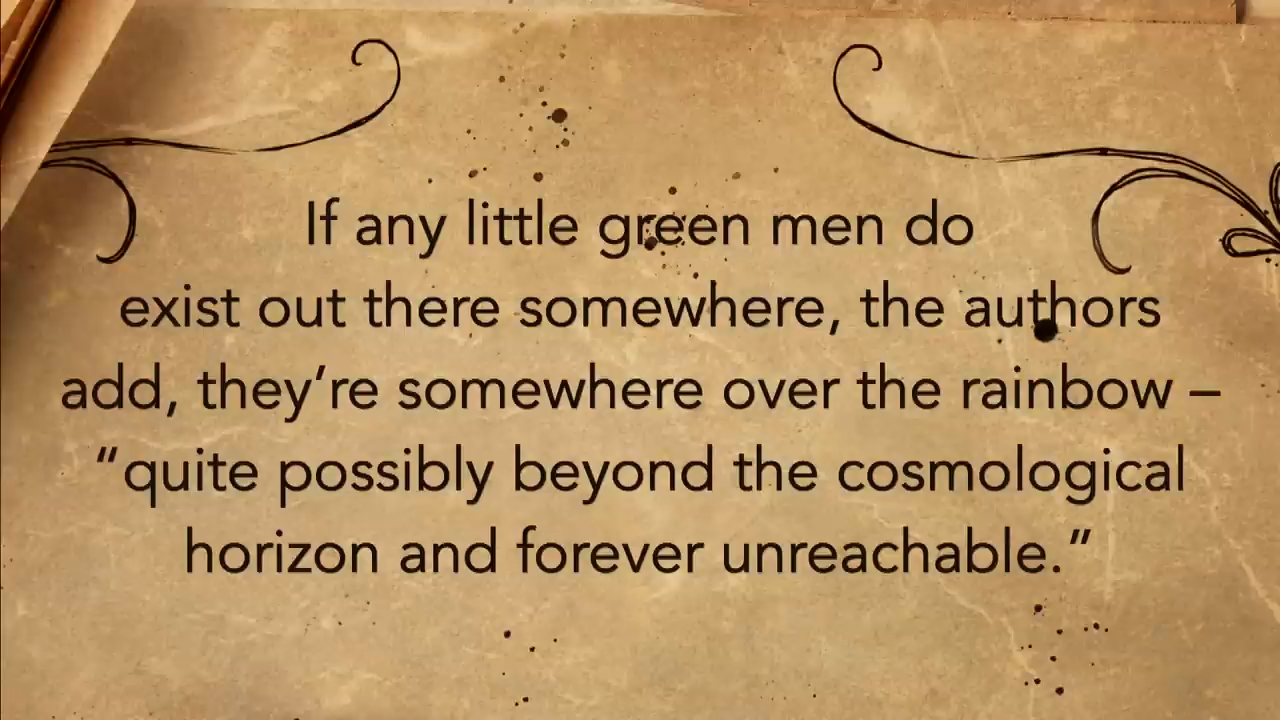 If any little green men do
exist out there somewhere, the authors
add, they’re somewhere over the rainbow –
“quite possibly beyond the cosmological
horizon and forever unreachable.”